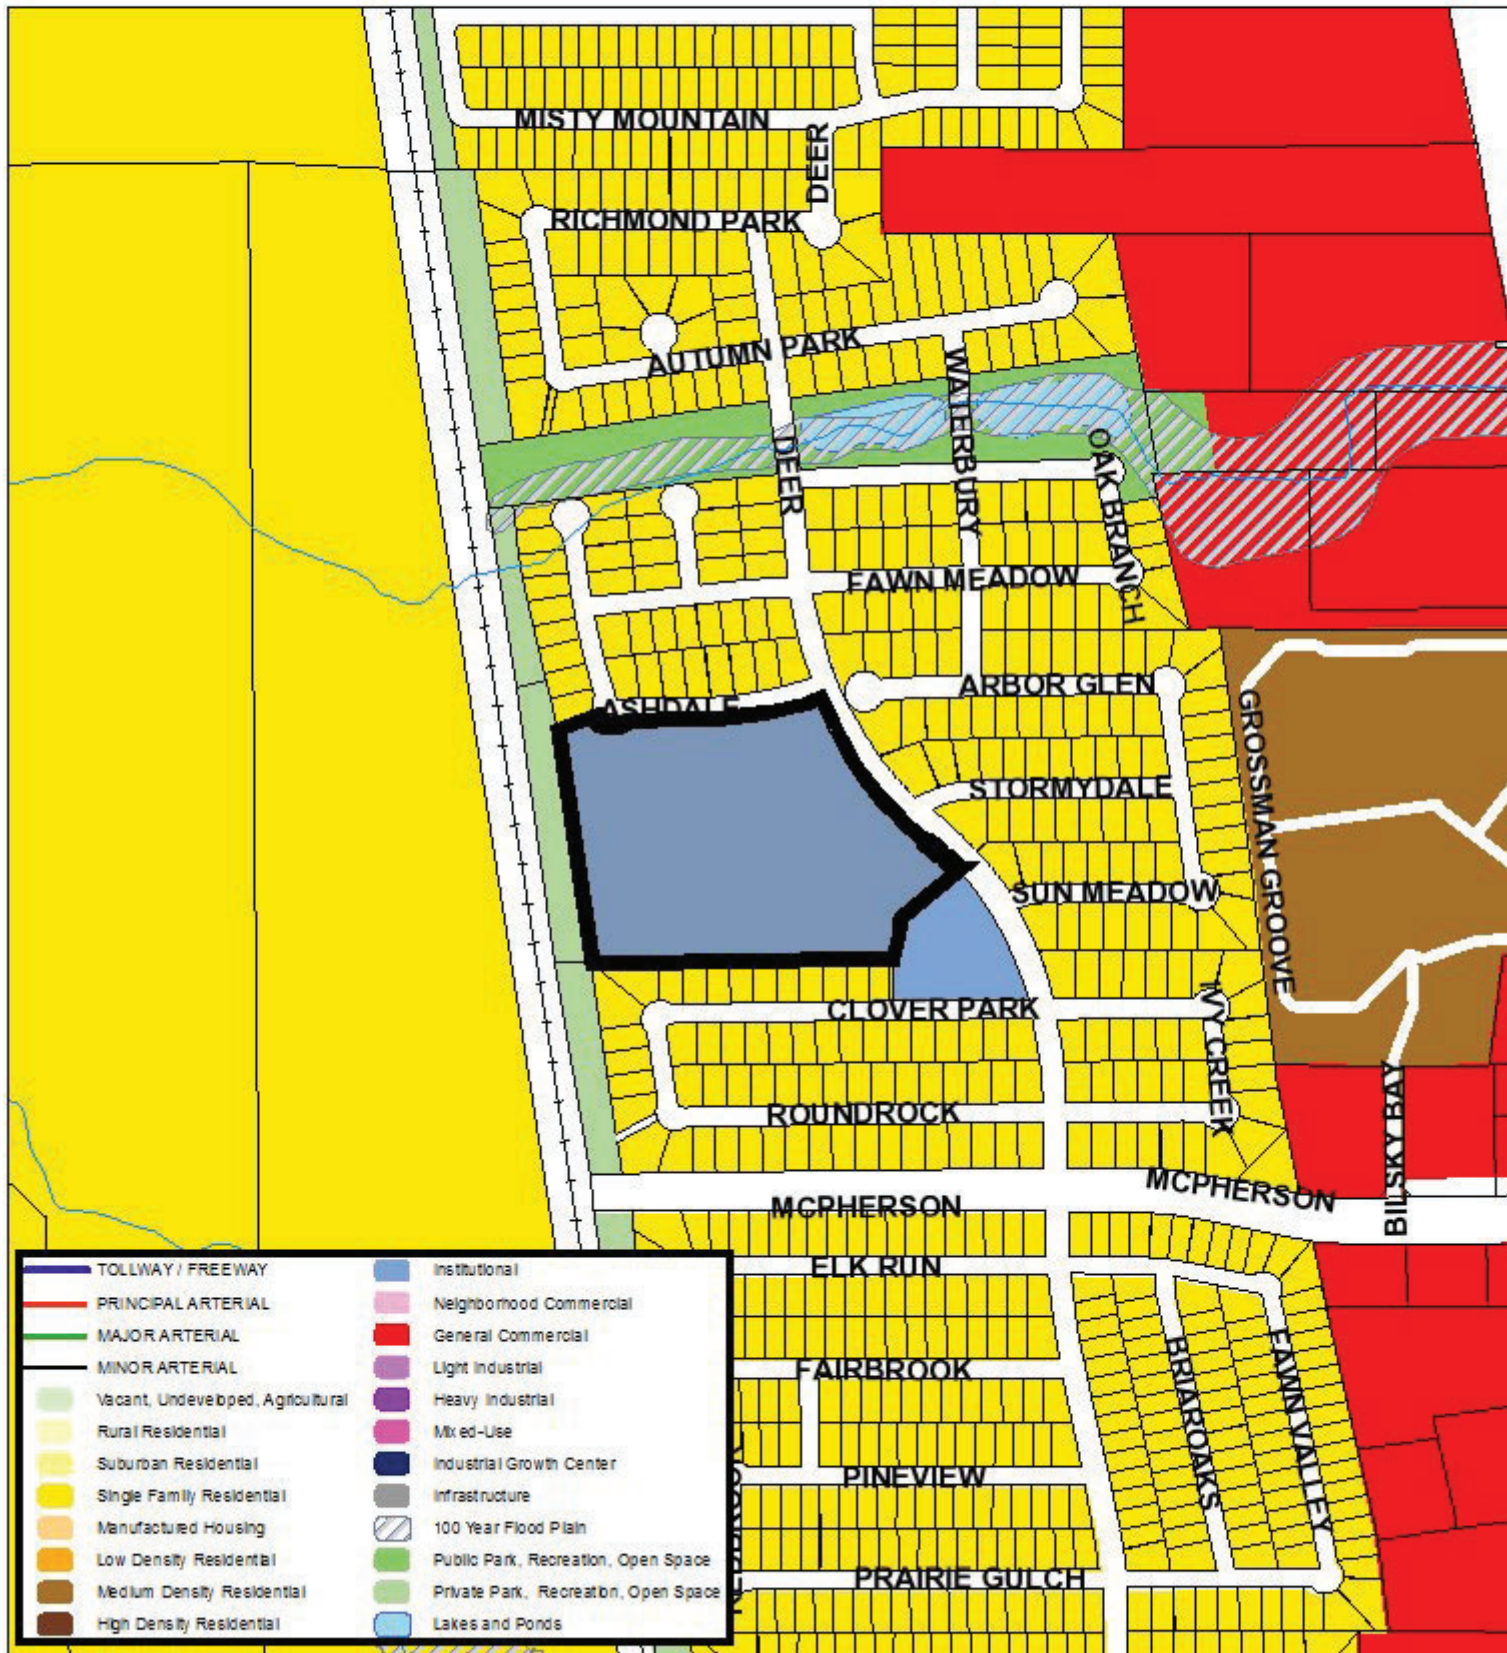 MISTY MOUNTAIN
DEER
RICHMOND PARK
AUTUMN PARK
WATERBURY
DEER
OAK BRANCH
FAWN MEADOW
ARBOR GLEN
ASHDALE
GROSSMAN GROOVE
STORMYDALE
SUN MEADOW
CLOVER PARK
IVY CREEK
ROUNDROCK
BILSKY BAY
MCPHERSON
MCPHERSON
ELK RUN
FAIRBROOK
BRIAROAKS
FAWN VALLEY
PINEVIEW
PRAIRIE GULCH
TOLLWAY / FREEWAY
PRINCIPAL ARTERIAL
MAJOR ARTERIAL
MINOR ARTERIAL
Vacant, Undeveloped, Agricultural
Rural Residential
Suburban Residential
Single Family Residential
Manufactured Housing
Low Density Residential
Medium Density Residential
High Density Residential
Institutional
Neighborhood Commercial
General Commercial
Light Industrial
Heavy Industrial
Mixed-Use
Industrial Growth Center
Infrastructure
100 Year Flood Plain
Public Park, Recreation, Open Space
Private Park, Recreation, Open Space
Lakes and Ponds